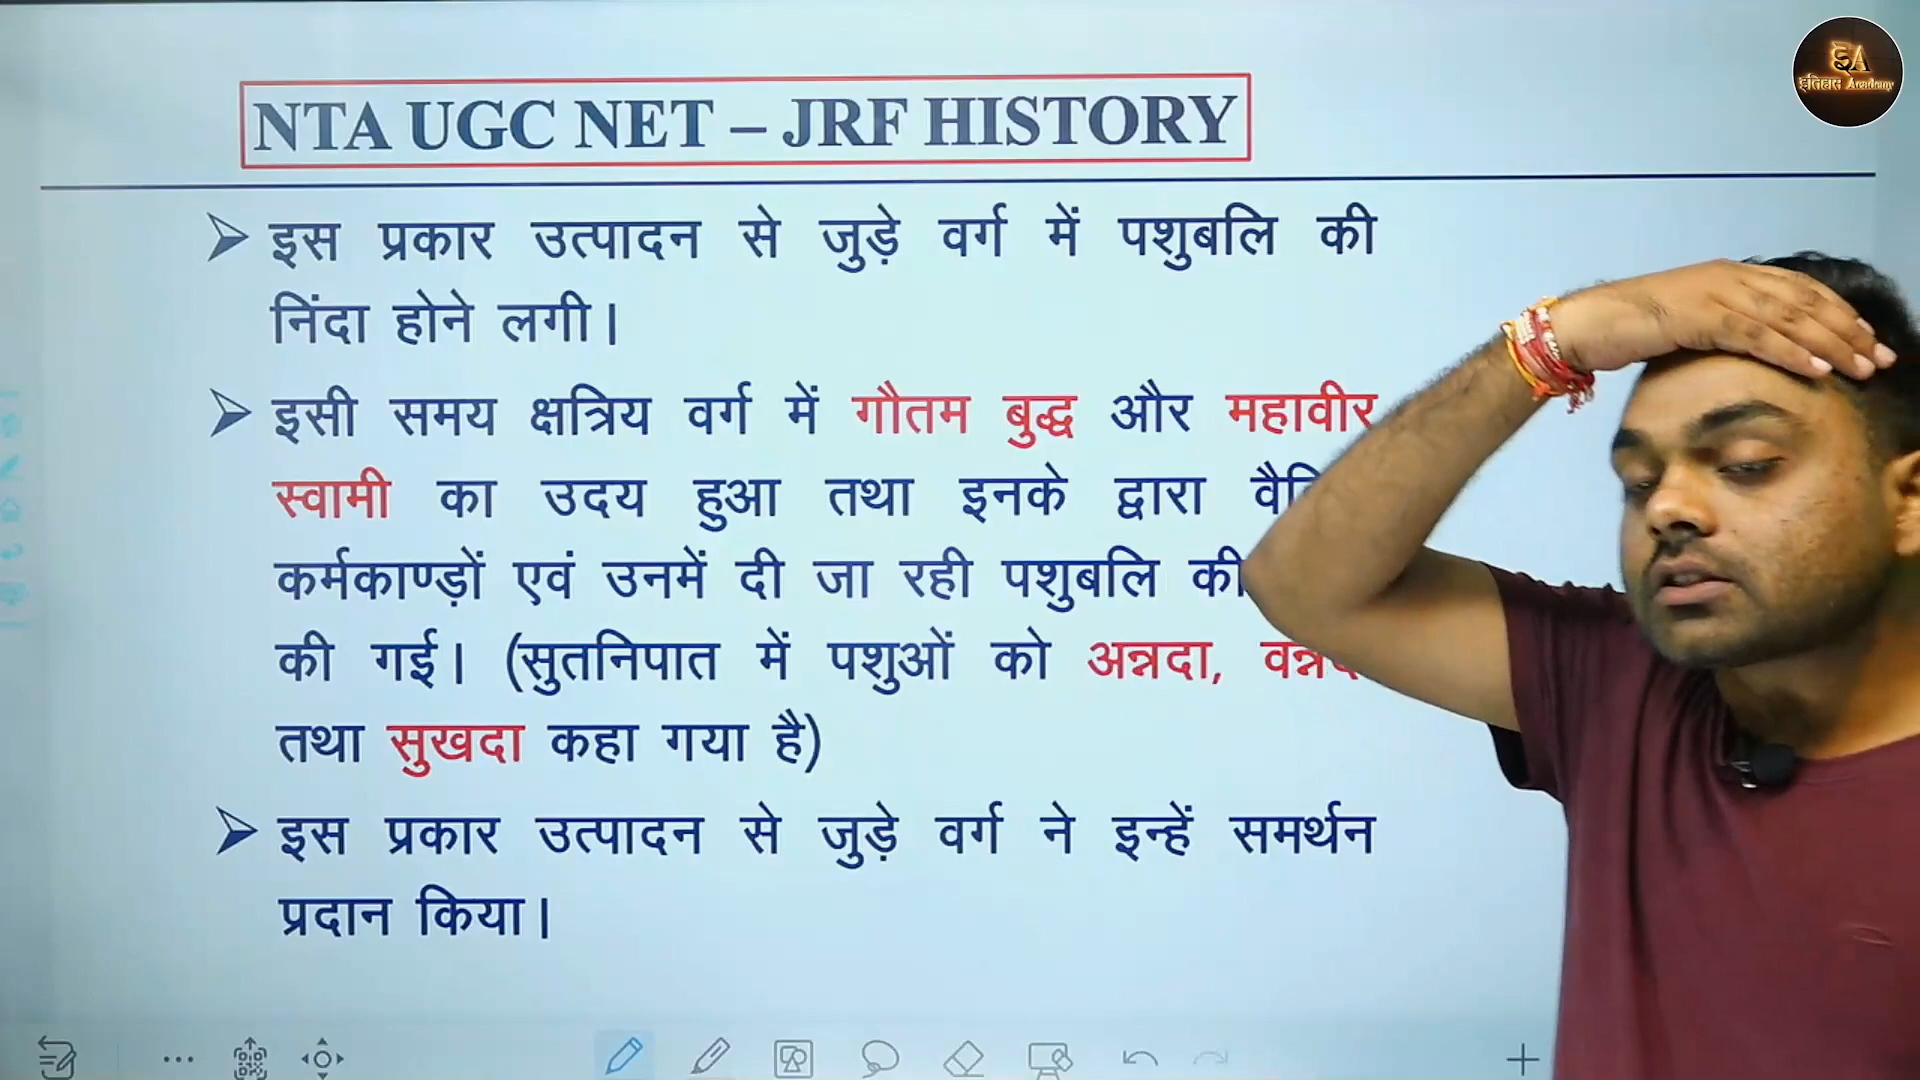 इतिहास Academy
NTA UGC NET – JRF HISTORY
इस प्रकार उत्पादन से जुड़े वर्ग में पशुबलि की
निंदा होने लगी।
इसी समय क्षत्रिय वर्ग में गौतम बुद्ध और महावीर
स्वामी का उदय हुआ तथा इनके द्वारा
कर्मकाण्ड़ों एवं उनमें दी जा रही पशुबलि की
की गई। (सुतनिपात में पशुओं को अन्नदा,
तथा सुखदा कहा गया है)
इस प्रकार उत्पादन से जुड़े वर्ग ने इन्हें समर्थन
प्रदान किया।